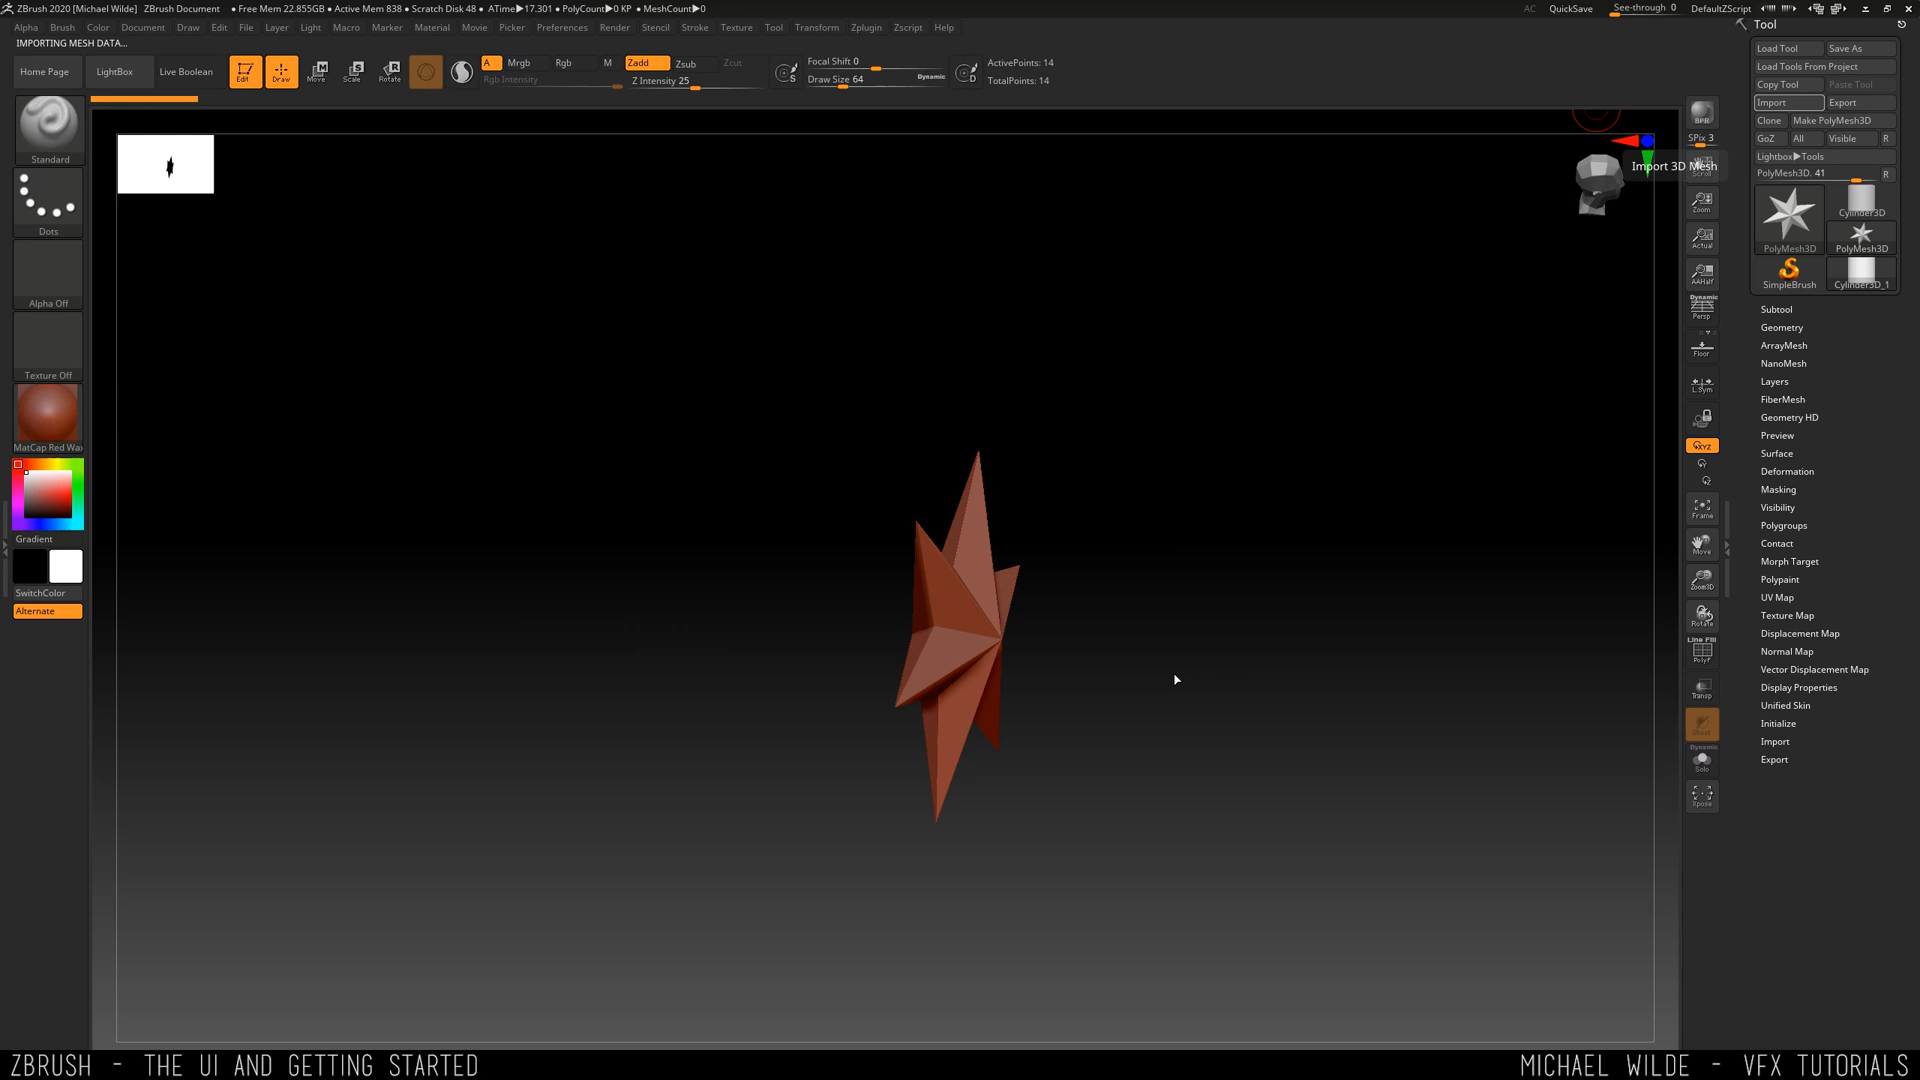 ZBrush 2020 [Michael Wilde] ZBrush Document • Free Mem 22.855GB • Active Mem 838 • Scratch Disk 48 • ATime▶17.301 • PolyCount▶0 KP • MeshCount▶0 AC QuickSave See-through 0 DefaultZScript
Alpha Brush Color Document Draw Edit File Layer Light Macro Marker Material Movie Picker Preferences Render Stencil Stroke Texture Tool Transform Zplugin Zscript Help
IMPORTING MESH DATA...
Home Page LightBox Live Boolean Edit Draw Move Scale Rotate
M S R
A Mrgb Rgb M Zadd Zsub Zcut
Rgb Intensity Z Intensity 25
Focal Shift 0
Draw Size 64 Dynamic
S D
ActivePoints: 14
TotalPoints: 14
Standard
Dots
Alpha Off
Texture Off
MatCap Red Wax
Gradient
SwitchColor
Alternate
Import 3D Mesh
BPR
SPix 3
Scroll
Zoom
Actual
AAHalf
Dynamic
Persp
Floor
L.Sym
XYZ
Y
Z
Frame
Move
Zoom3D
Rotate
Line Fill
PolyF
Transp
Ghost
Dynamic
Solo
Xpose
Tool
Load Tool Save As
Load Tools From Project
Copy Tool Paste Tool
Import Export
Clone Make PolyMesh3D
GoZ All Visible R
Lightbox▶Tools
PolyMesh3D. 41 R
PolyMesh3D Cylinder3D
PolyMesh3D
SimpleBrush Cylinder3D_1
Subtool
Geometry
ArrayMesh
NanoMesh
Layers
FiberMesh
Geometry HD
Preview
Surface
Deformation
Masking
Visibility
Polygroups
Contact
Morph Target
Polypaint
UV Map
Texture Map
Displacement Map
Normal Map
Vector Displacement Map
Display Properties
Unified Skin
Initialize
Import
Export
ZBRUSH - THE UI AND GETTING STARTED
MICHAEL WILDE - VFX TUTORIALS